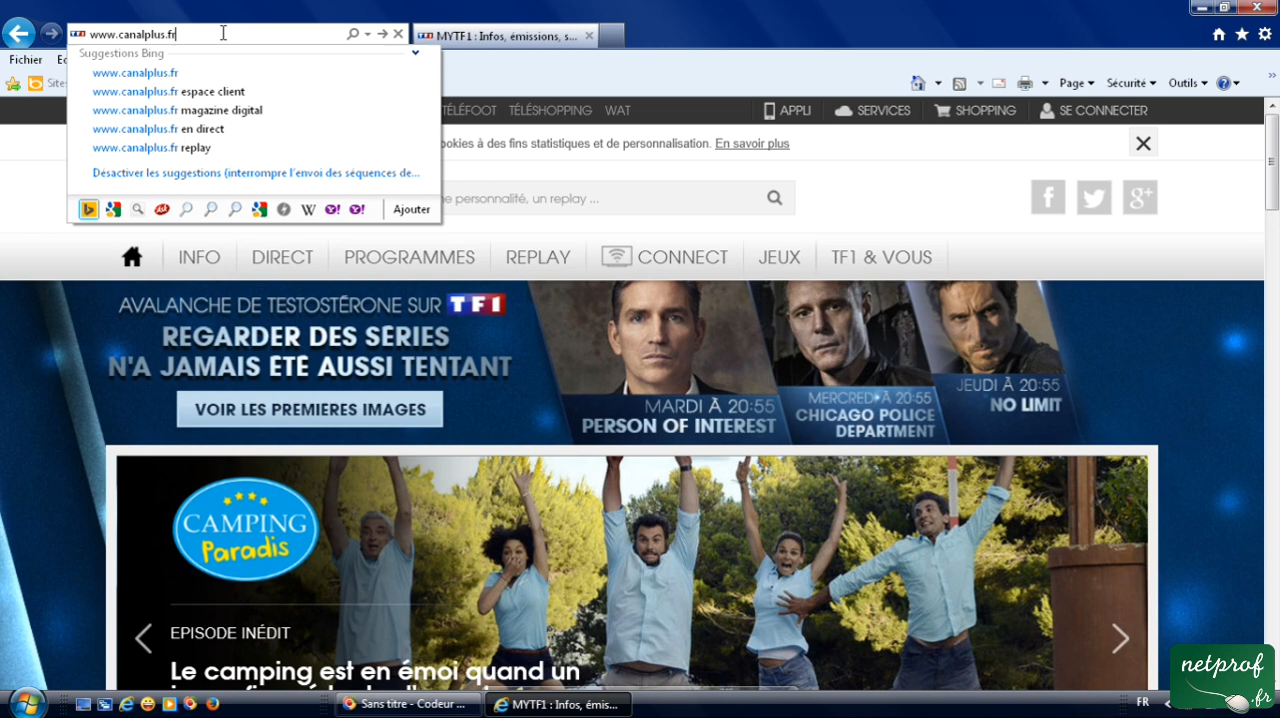 www.canalplus.fr
MYTF1 : Infos, émissions, s...
Fichier
Suggestions Bing
www.canalplus.fr
www.canalplus.fr espace client
www.canalplus.fr magazine digital
www.canalplus.fr en direct
www.canalplus.fr replay
Désactiver les suggestions (interrompre l'envoi des séquences de...
Ajouter
Page
Sécurité
Outils
TÉLÉFOOT TÉLÉSHOPPING WAT
APPLI
SERVICES
SHOPPING
SE CONNECTER
ookies à des fins statistiques et de personnalisation. En savoir plus
ne personnalité, un replay ...
INFO DIRECT PROGRAMMES REPLAY CONNECT JEUX TF1 & VOUS
AVALANCHE DE TESTOSTÉRONE SUR TF1
REGARDER DES SÉRIES
N'A JAMAIS ÉTÉ AUSSI TENTANT
VOIR LES PREMIERES IMAGES
MARDI À 20:55
PERSON OF INTEREST
MERCREDI À 20:55
CHICAGO POLICE
DEPARTMENT
JEUDI À 20:55
NO LIMIT
CAMPING
Paradis
EPISODE INÉDIT
Le camping est en émoi quand un
Sans titre - Codeur ...
MYTF1 : Infos, émis...
FR
netprof
.fr